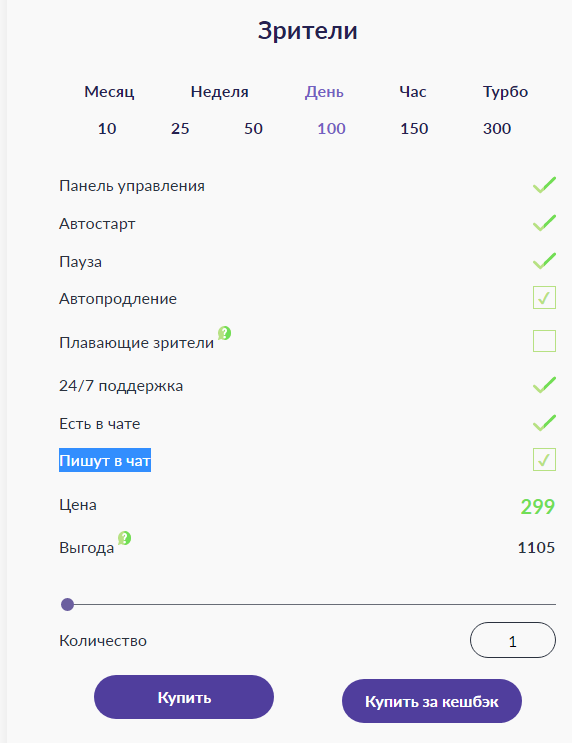 Зрители
Месяц Неделя День Час Турбо
10 25 50 100 150 300
Панель управления
Автостарт
Пауза
Автопродление
Плавающие зрители ?
24/7 поддержка
Есть в чате
Пишут в чат
Цена 299
Выгода ? 1105
Количество 1
Купить Купить за кешбэк